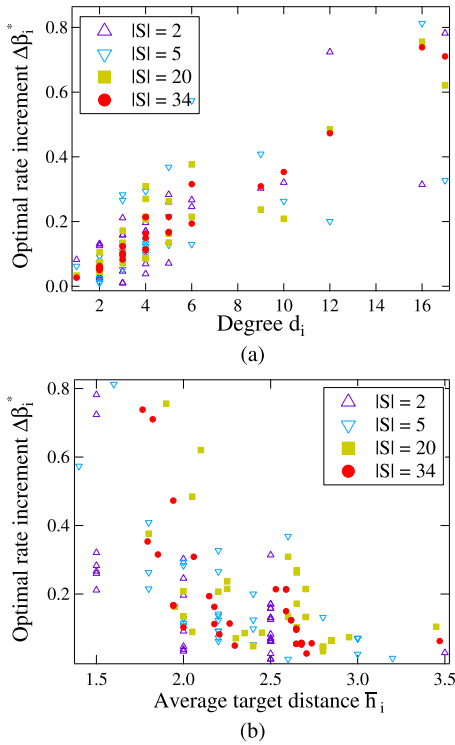 Optimal rate increment Δβᵢ*
0.8
0.6
0.4
0.2
0.0
|S| = 2
|S| = 5
|S| = 20
|S| = 34
2 4 6 8 10 12 14 16
Degree dᵢ
(a)
Optimal rate increment Δβᵢ*
0.8
0.6
0.4
0.2
|S| = 2
|S| = 5
|S| = 20
|S| = 34
1.5 2.0 2.5 3.0 3.5
Average target distance h̅ᵢ
(b)